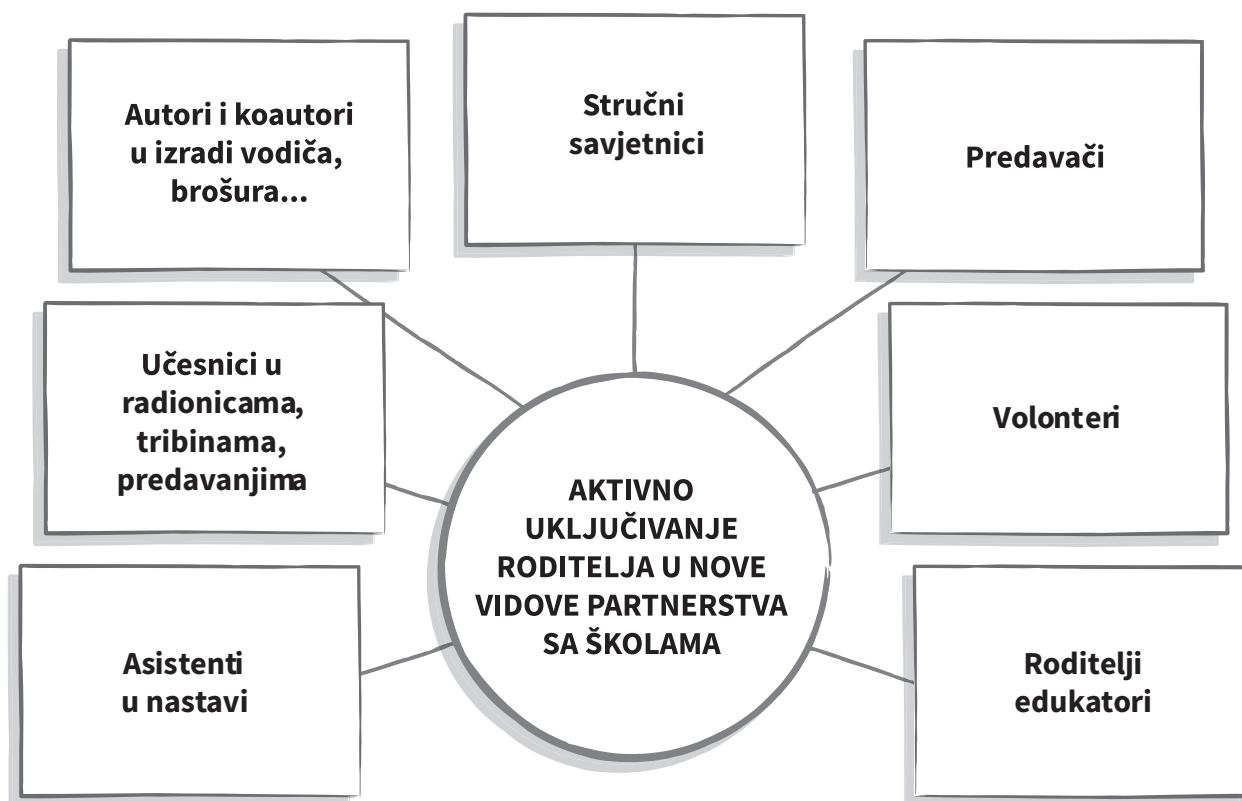 Autori i koautori
u izradi vodiča,
brošura...
Stručni
savjetnici
Predavači
Učesnici u
radionicama,
tribinama,
predavanjima
Volonteri
AKTIVNO
UKLJUČIVANJE
RODITELJA U NOVE
VIDOVE PARTNERSTVA
SA ŠKOLAMA
Asistenti
u nastavi
Roditelji
edukatori